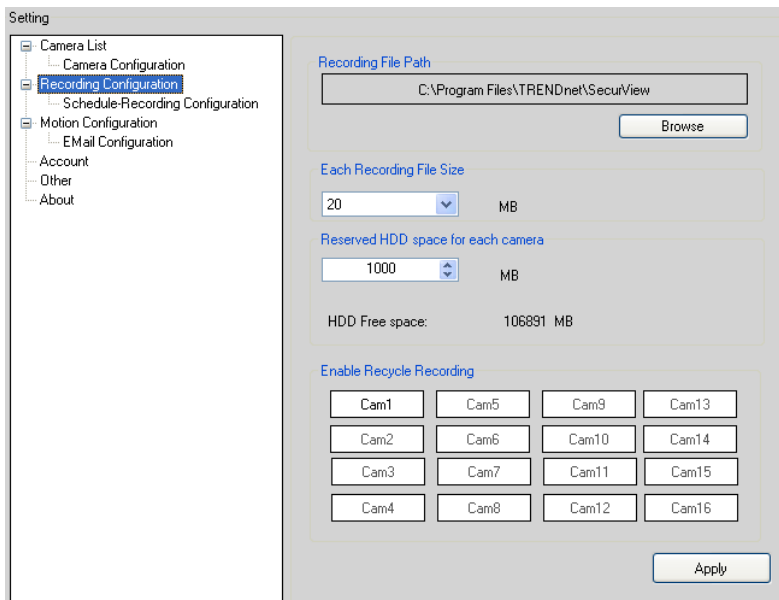 Setting
Camera List
Camera Configuration
Recording Configuration
Schedule-Recording Configuration
Motion Configuration
EMail Configuration
Account
Other
About
Recording File Path
C:\Program Files\TRENDnet\SecurView
Browse
Each Recording File Size
20 MB
Reserved HDD space for each camera
1000 MB
HDD Free space: 106891 MB
Enable Recycle Recording
Cam1 Cam5 Cam9 Cam13
Cam2 Cam6 Cam10 Cam14
Cam3 Cam7 Cam11 Cam15
Cam4 Cam8 Cam12 Cam16
Apply